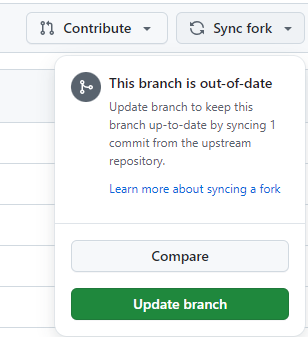 Contribute
Sync fork
This branch is out-of-date
Update branch to keep this
branch up-to-date by syncing 1
commit from the upstream
repository.
Learn more about syncing a fork
Compare
Update branch